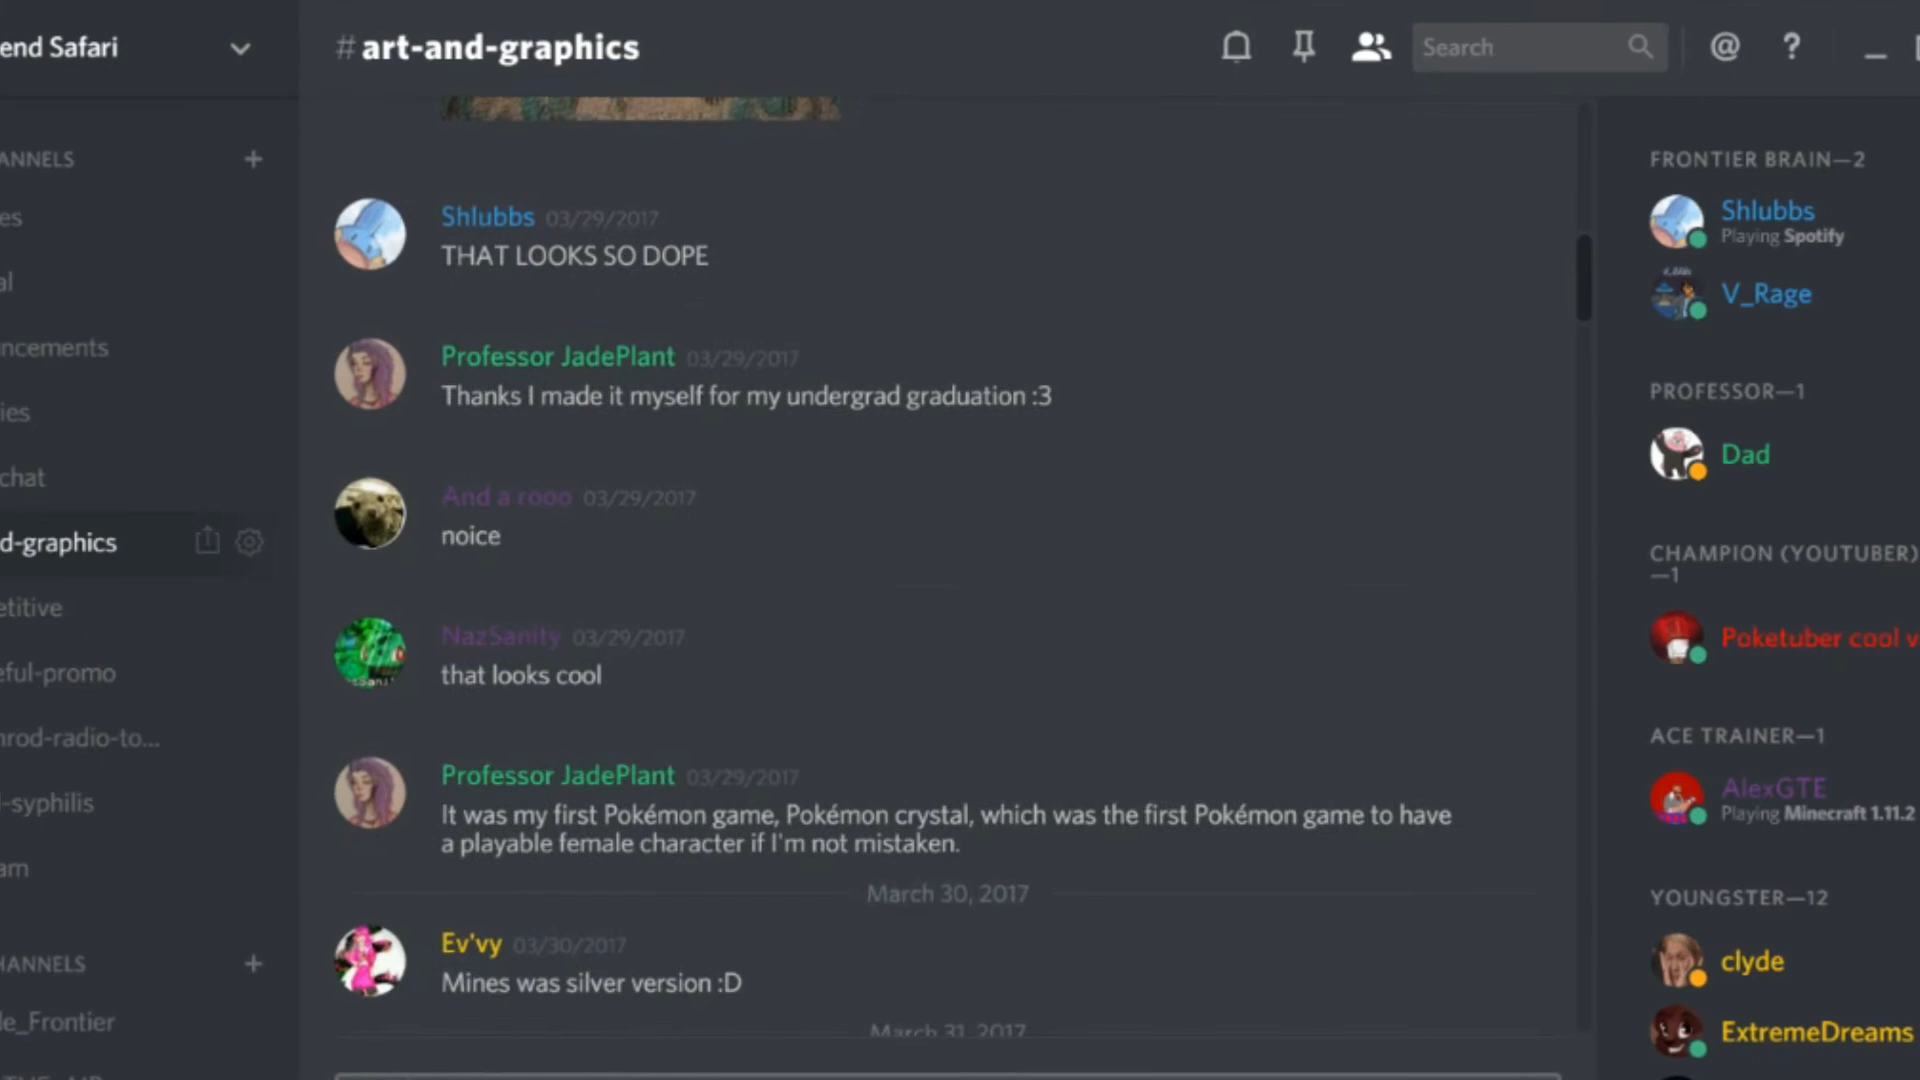 end Safari
# art-and-graphics
Search
@
?
ANNELS
+
es
al
ncements
ies
chat
d-graphics
etitive
eful-promo
nrod-radio-to...
-syphilis
am
HANNELS
+
le_Frontier
Shlubbs 03/29/2017
THAT LOOKS SO DOPE
Professor JadePlant 03/29/2017
Thanks I made it myself for my undergrad graduation :3
And a rooo 03/29/2017
noice
NazSanity 03/29/2017
that looks cool
Professor JadePlant 03/29/2017
It was my first Pokémon game, Pokémon crystal, which was the first Pokémon game to have
a playable female character if I'm not mistaken.
March 30, 2017
Ev'vy 03/30/2017
Mines was silver version :D
March 31, 2017
FRONTIER BRAIN—2
Shlubbs
Playing Spotify
V_Rage
PROFESSOR—1
Dad
CHAMPION (YOUTUBER)
—1
Poketuber cool v
ACE TRAINER—1
AlexGTE
Playing Minecraft 1.11.2
YOUNGSTER—12
clyde
ExtremeDreams